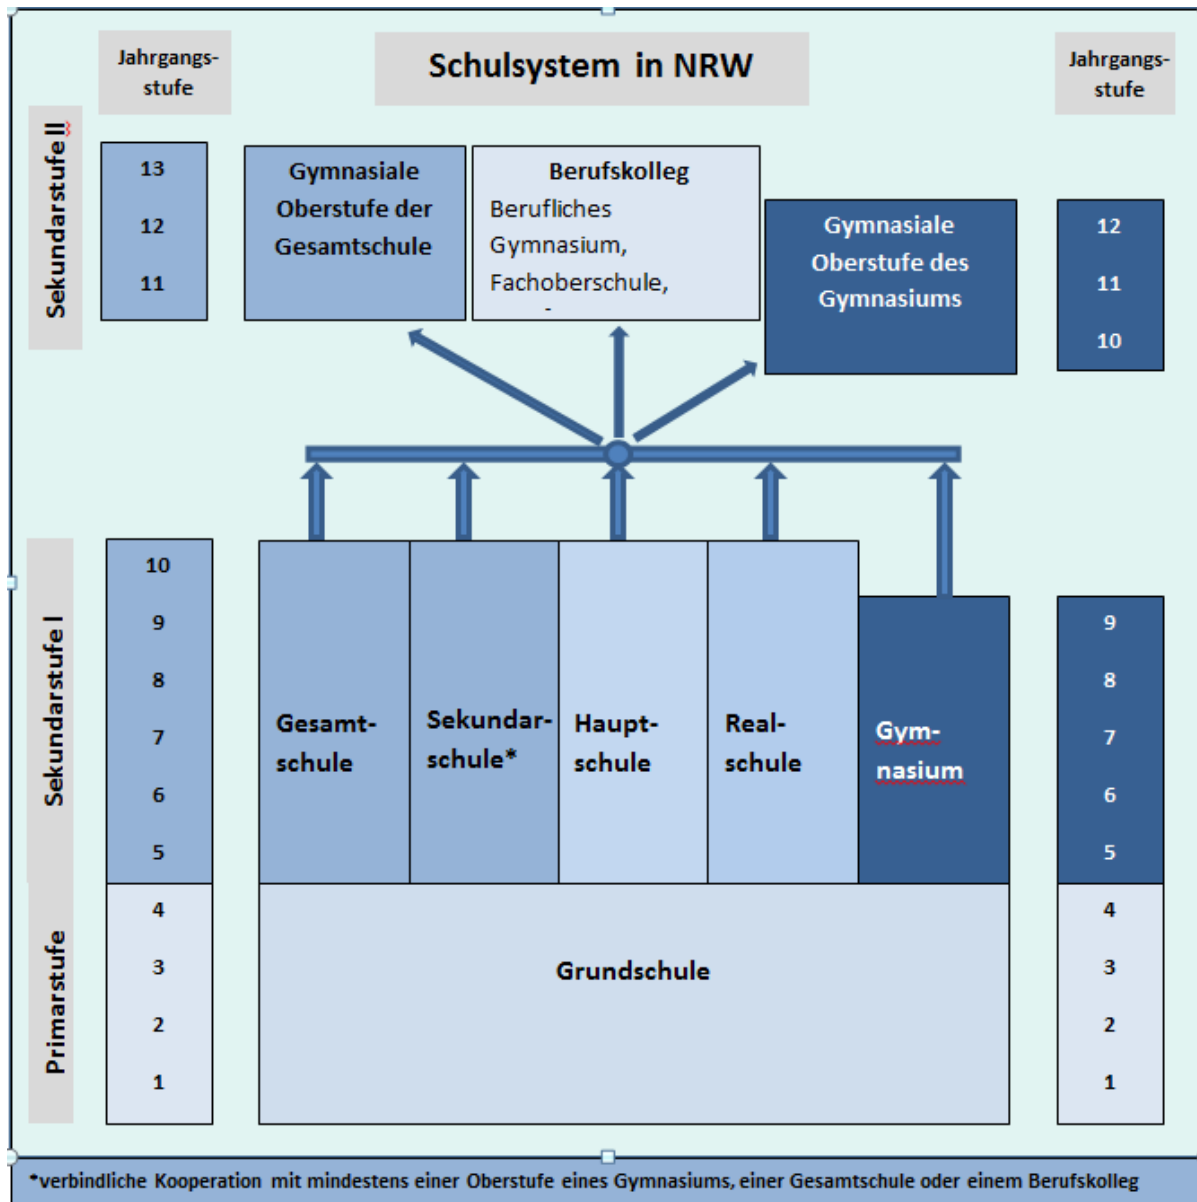 Jahrgangs-
stufe
Schulsystem in NRW
Jahrgangs-
stufe
Sekundarstufe II
13
12
11
Gymnasiale
Oberstufe der
Gesamtschule
Berufskolleg
Berufliches
Gymnasium,
Fachoberschule,
Gymnasiale
Oberstufe des
Gymnasiums
12
11
10
Sekundarstufe I
10
9
8
7
6
5
Gesamt-
schule
Sekundar-
schule*
Haupt-
schule
Real-
schule
Gym-
nasium
9
8
7
6
5
Primarstufe
4
3
2
1
Grundschule
4
3
2
1
*verbindliche Kooperation mit mindestens einer Oberstufe eines Gymnasiums, einer Gesamtschule oder einem Berufskolleg